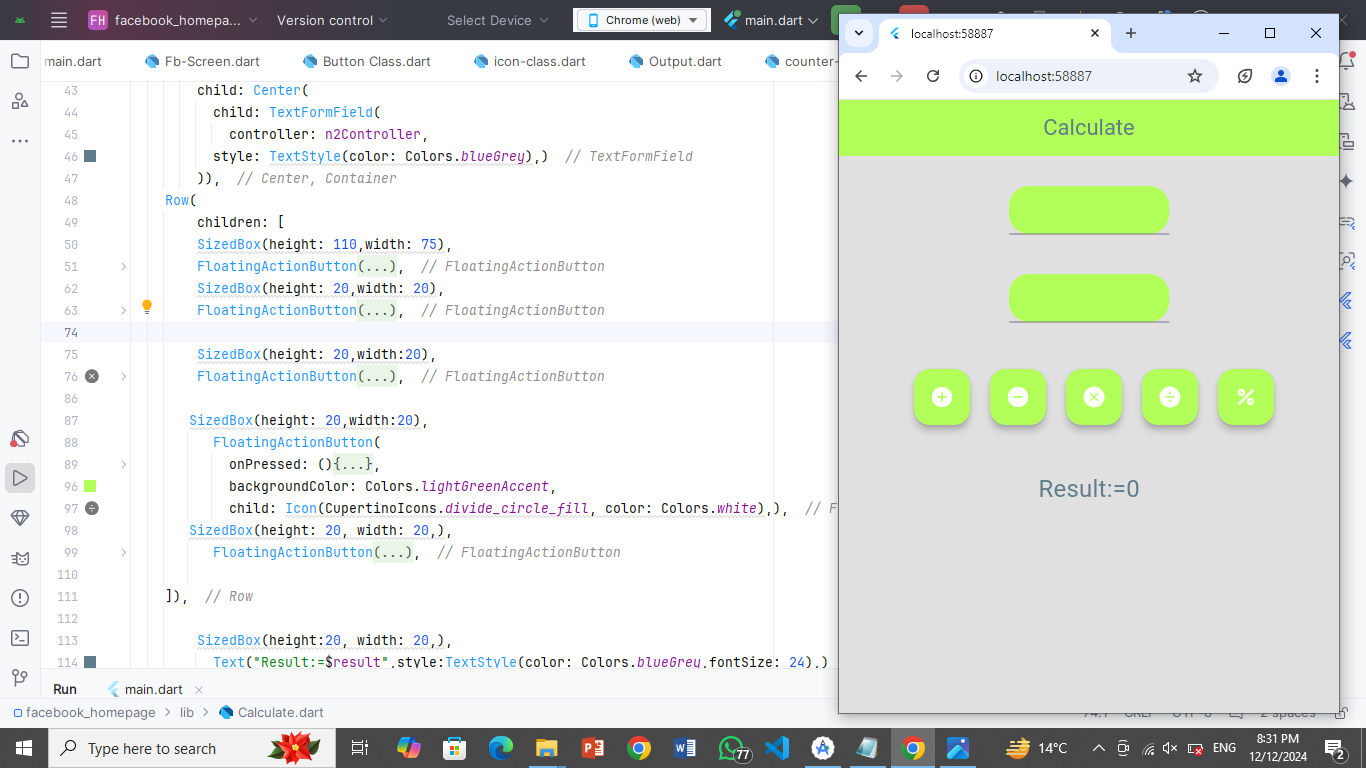 FH facebook_homepa... Version control Select Device Chrome (web) main.dart
main.dart Fb-Screen.dart Button Class.dart icon-class.dart Output.dart counter-
43 child: Center(
44 child: TextFormField(
45 controller: n2Controller,
46 style: TextStyle(color: Colors.blueGrey),) // TextFormField
47 )), // Center, Container
48 Row(
49 children: [
50 SizedBox(height: 110,width: 75),
51 FloatingActionButton(...), // FloatingActionButton
62 SizedBox(height: 20,width: 20),
63 FloatingActionButton(...), // FloatingActionButton
74
75 SizedBox(height: 20,width:20),
76 FloatingActionButton(...), // FloatingActionButton
86
87 SizedBox(height: 20,width:20),
88 FloatingActionButton(
89 onPressed: (){...},
96 backgroundColor: Colors.lightGreenAccent,
97 child: Icon(CupertinoIcons.divide_circle_fill, color: Colors.white),), // F
98 SizedBox(height: 20, width: 20,),
99 FloatingActionButton(...), // FloatingActionButton
110
111 ]), // Row
112
113 SizedBox(height:20, width: 20,),
114 Text("Result:=$result",style:TextStyle(color: Colors.blueGrey,fontSize: 24),)
Run main.dart
facebook_homepage > lib > Calculate.dart
localhost:58887
localhost:58887
Calculate
+ − × ÷ %
Result:=0
Type here to search
77
14°C ENG 8:31 PM
12/12/2024
2